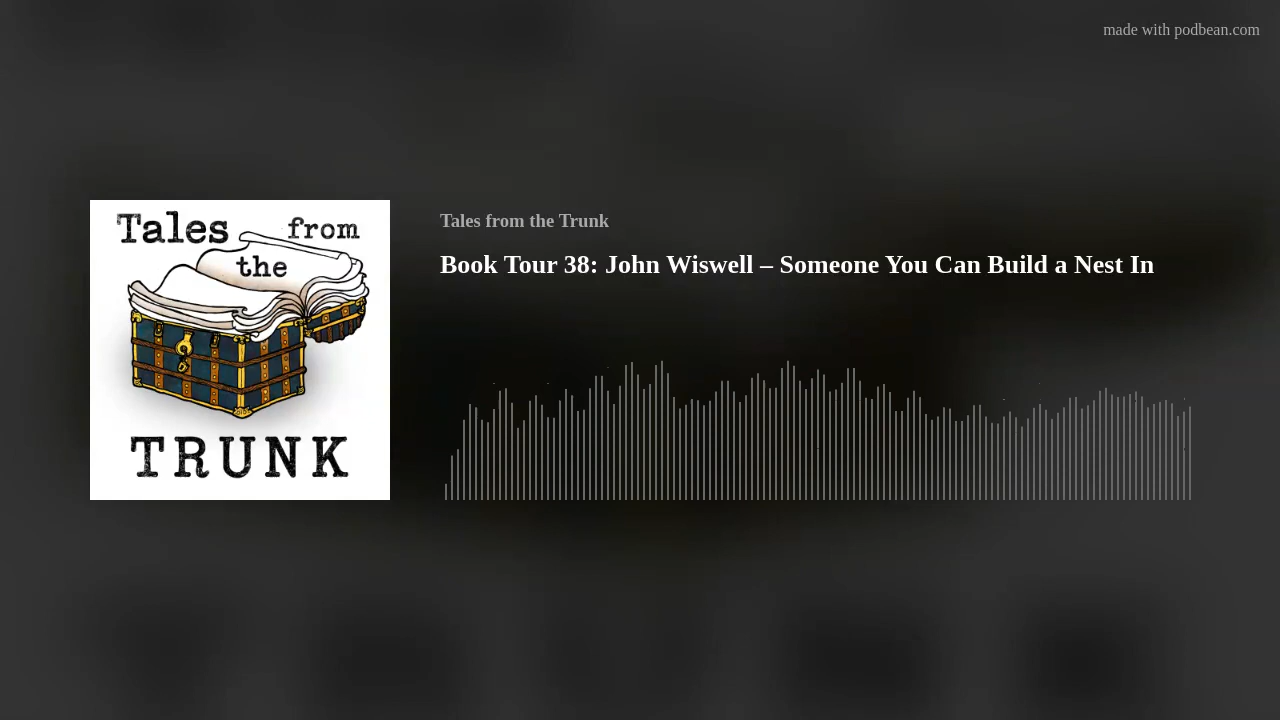 made with podbean.com
Tales from
the
TRUNK
Tales from the Trunk
Book Tour 38: John Wiswell – Someone You Can Build a Nest In